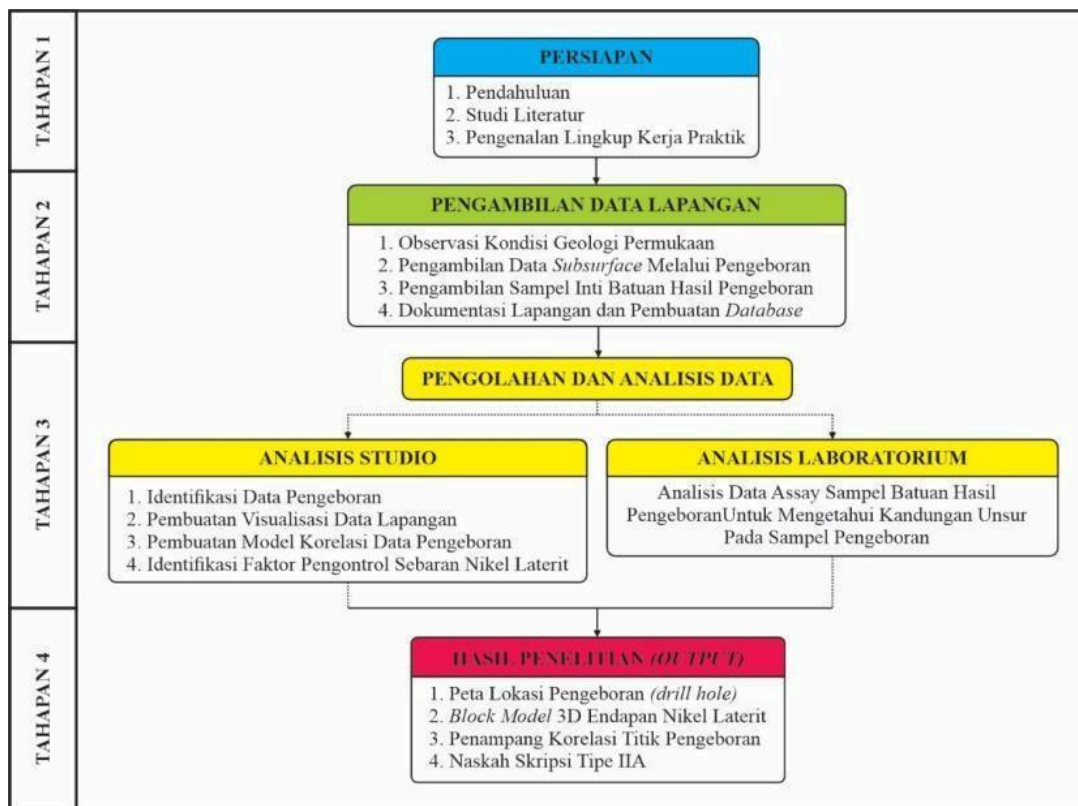 TAHAPAN 1
PERSIAPAN
1. Pendahuluan
2. Studi Literatur
3. Pengenalan Lingkup Kerja Praktik
TAHAPAN 2
PENGAMBILAN DATA LAPANGAN
1. Observasi Kondisi Geologi Permukaan
2. Pengambilan Data Subsurface Melalui Pengeboran
3. Pengambilan Sampel Inti Batuan Hasil Pengeboran
4. Dokumentasi Lapangan dan Pembuatan Database
TAHAPAN 3
PENGOLAHAN DAN ANALISIS DATA
ANALISIS STUDIO
1. Identifikasi Data Pengeboran
2. Pembuatan Visualisasi Data Lapangan
3. Pembuatan Model Korelasi Data Pengeboran
4. Identifikasi Faktor Pengontrol Sebaran Nikel Laterit
ANALISIS LABORATORIUM
Analisis Data Assay Sampel Batuan Hasil
PengeboranUntuk Mengetahui Kandungan Unsur
Pada Sampel Pengeboran
TAHAPAN 4
HASIL PENELITIAN (OUTPUT)
1. Peta Lokasi Pengeboran (drill hole)
2. Block Model 3D Endapan Nikel Laterit
3. Penampang Korelasi Titik Pengeboran
4. Naskah Skripsi Tipe IIA